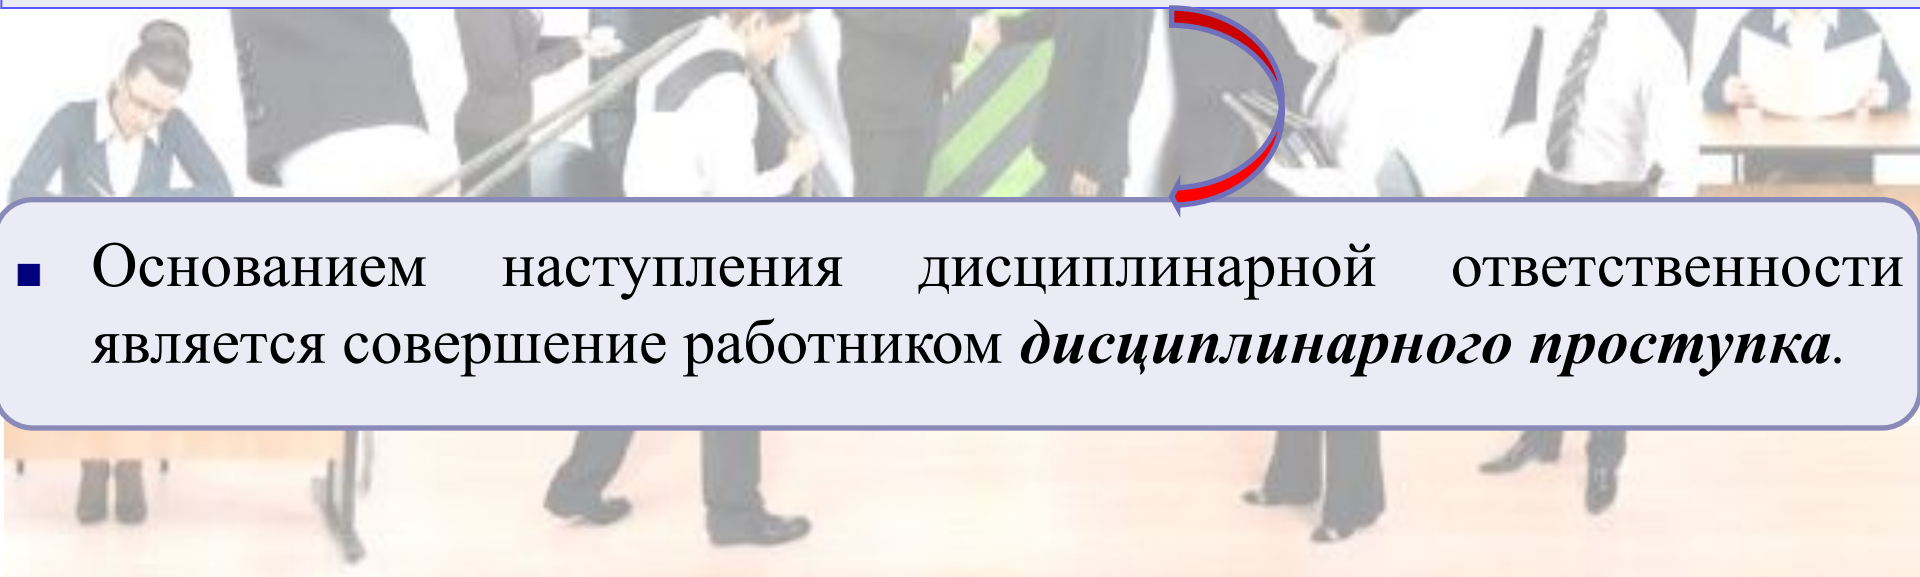 Основанием наступления дисциплинарной ответственности
является совершение работником дисциплинарного проступка.